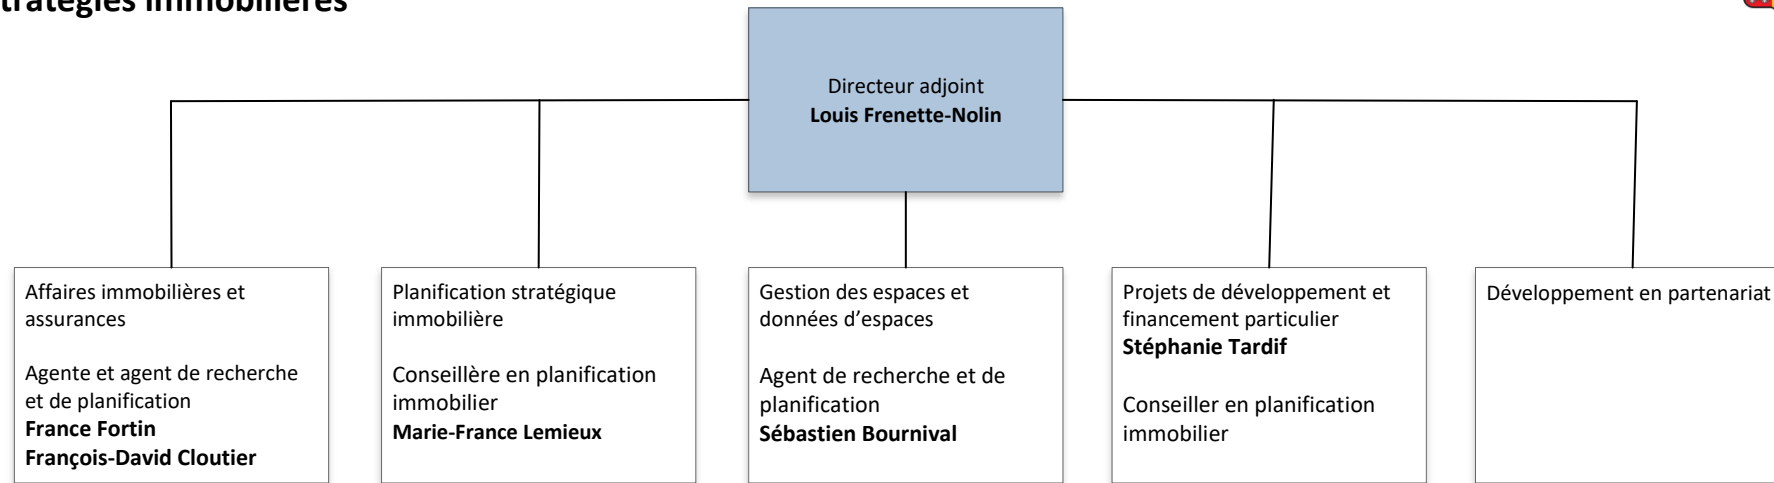 tratégies immobilières
Directeur adjoint
Louis Frenette-Nolin
Affaires immobilières et
assurances
Agente et agent de recherche
et de planification
France Fortin
François-David Cloutier
Planification stratégique
immobilière
Conseillère en planification
immobilier
Marie-France Lemieux
Gestion des espaces et
données d’espaces
Agent de recherche et de
planification
Sébastien Bournival
Projets de développement et
financement particulier
Stéphanie Tardif
Conseiller en planification
immobilier
Développement en partenariat